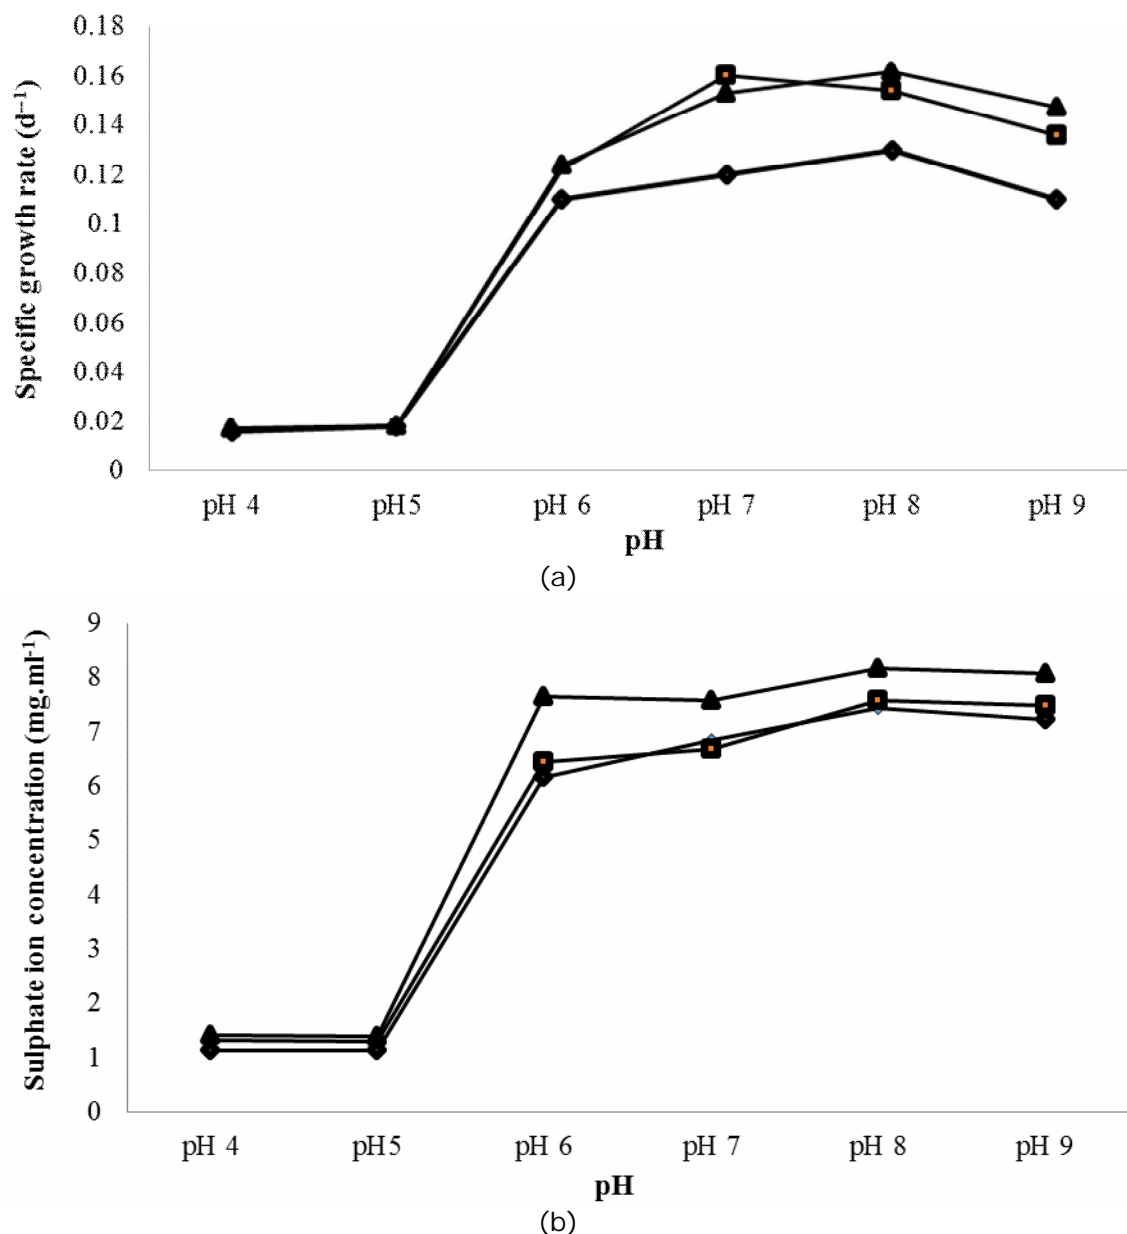 Specific growth rate (d⁻¹)
0.18
0.16
0.14
0.12
0.1
0.08
0.06
0.04
0.02
0
pH 4 pH5 pH 6 pH 7 pH 8 pH 9
pH
(a)
Sulphate ion concentration (mg.ml⁻¹)
9
8
7
6
5
4
3
2
1
0
pH 4 pH5 pH 6 pH 7 pH 8 pH 9
pH
(b)